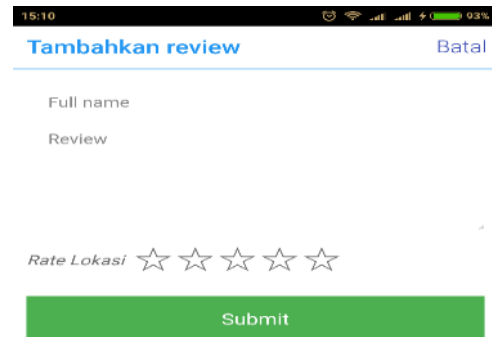 15:10 93%
Tambahkan review Batal
Full name
Review
Rate Lokasi
Submit